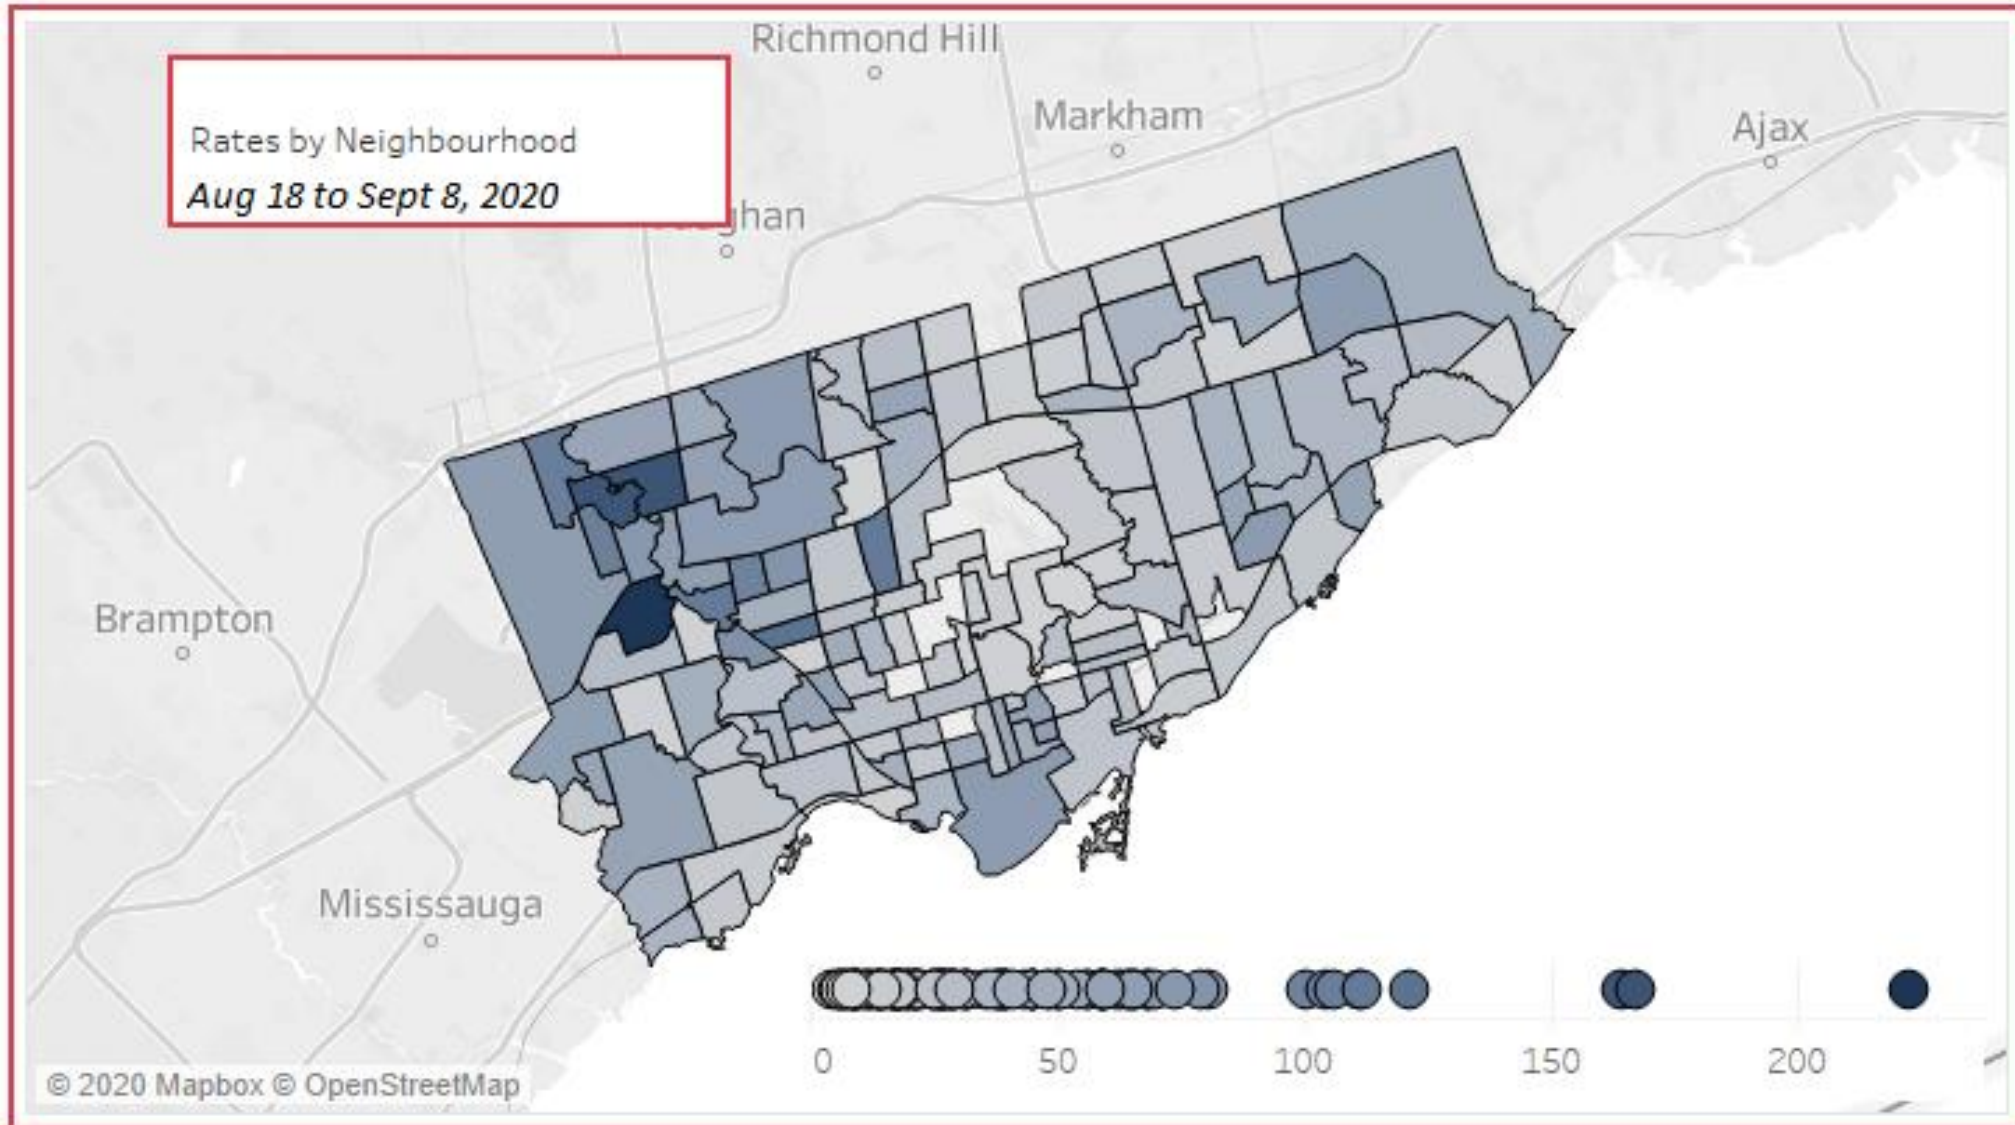 Richmond Hill
Markham
Ajax
Rates by Neighbourhood
Aug 18 to Sept 8, 2020
ghan
Brampton
Mississauga
0 50 100 150 200
© 2020 Mapbox © OpenStreetMap